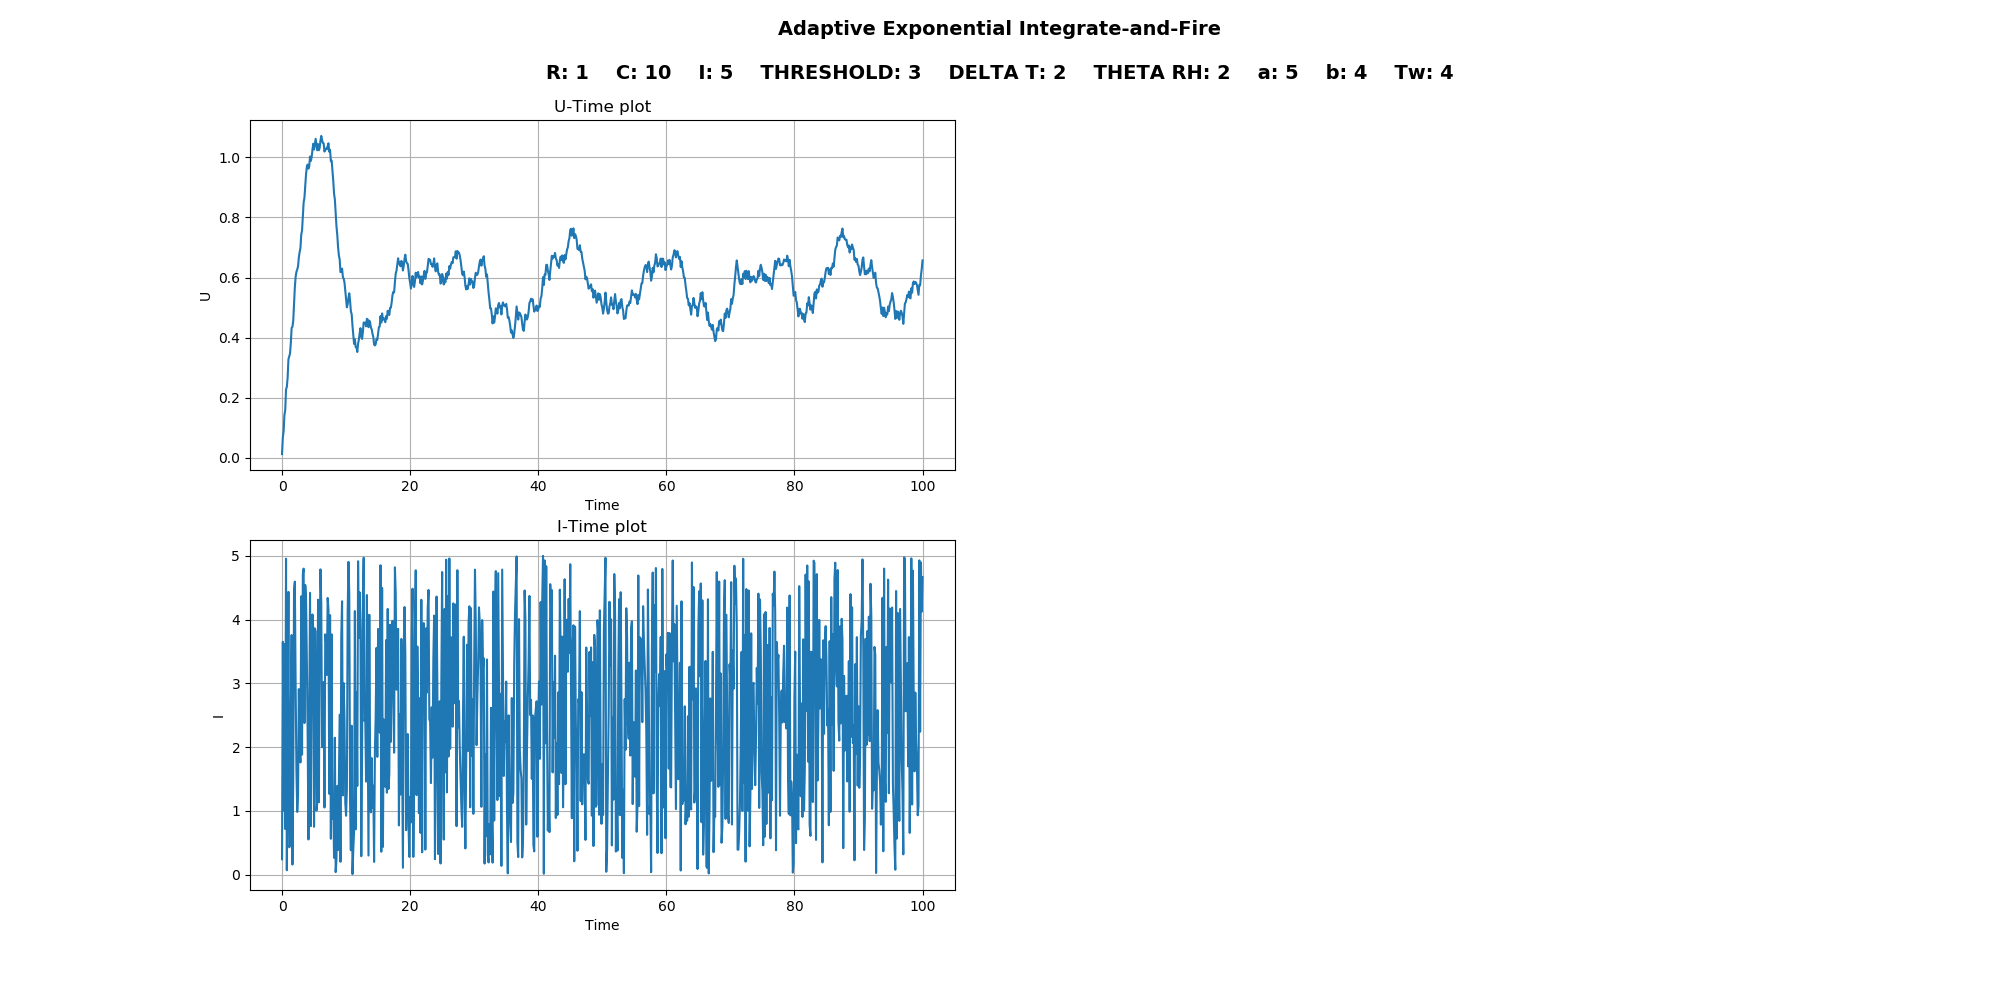 Adaptive Exponential Integrate-and-Fire
R: 1 C: 10 I: 5 THRESHOLD: 3 DELTA T: 2 THETA RH: 2 a: 5 b: 4 Tw: 4
U-Time plot
1.0
0.8
0.6
0.4
0.2
0.0
U
0 20 40 60 80 100
Time
I-Time plot
5
4
3
2
1
0
I
0 20 40 60 80 100
Time